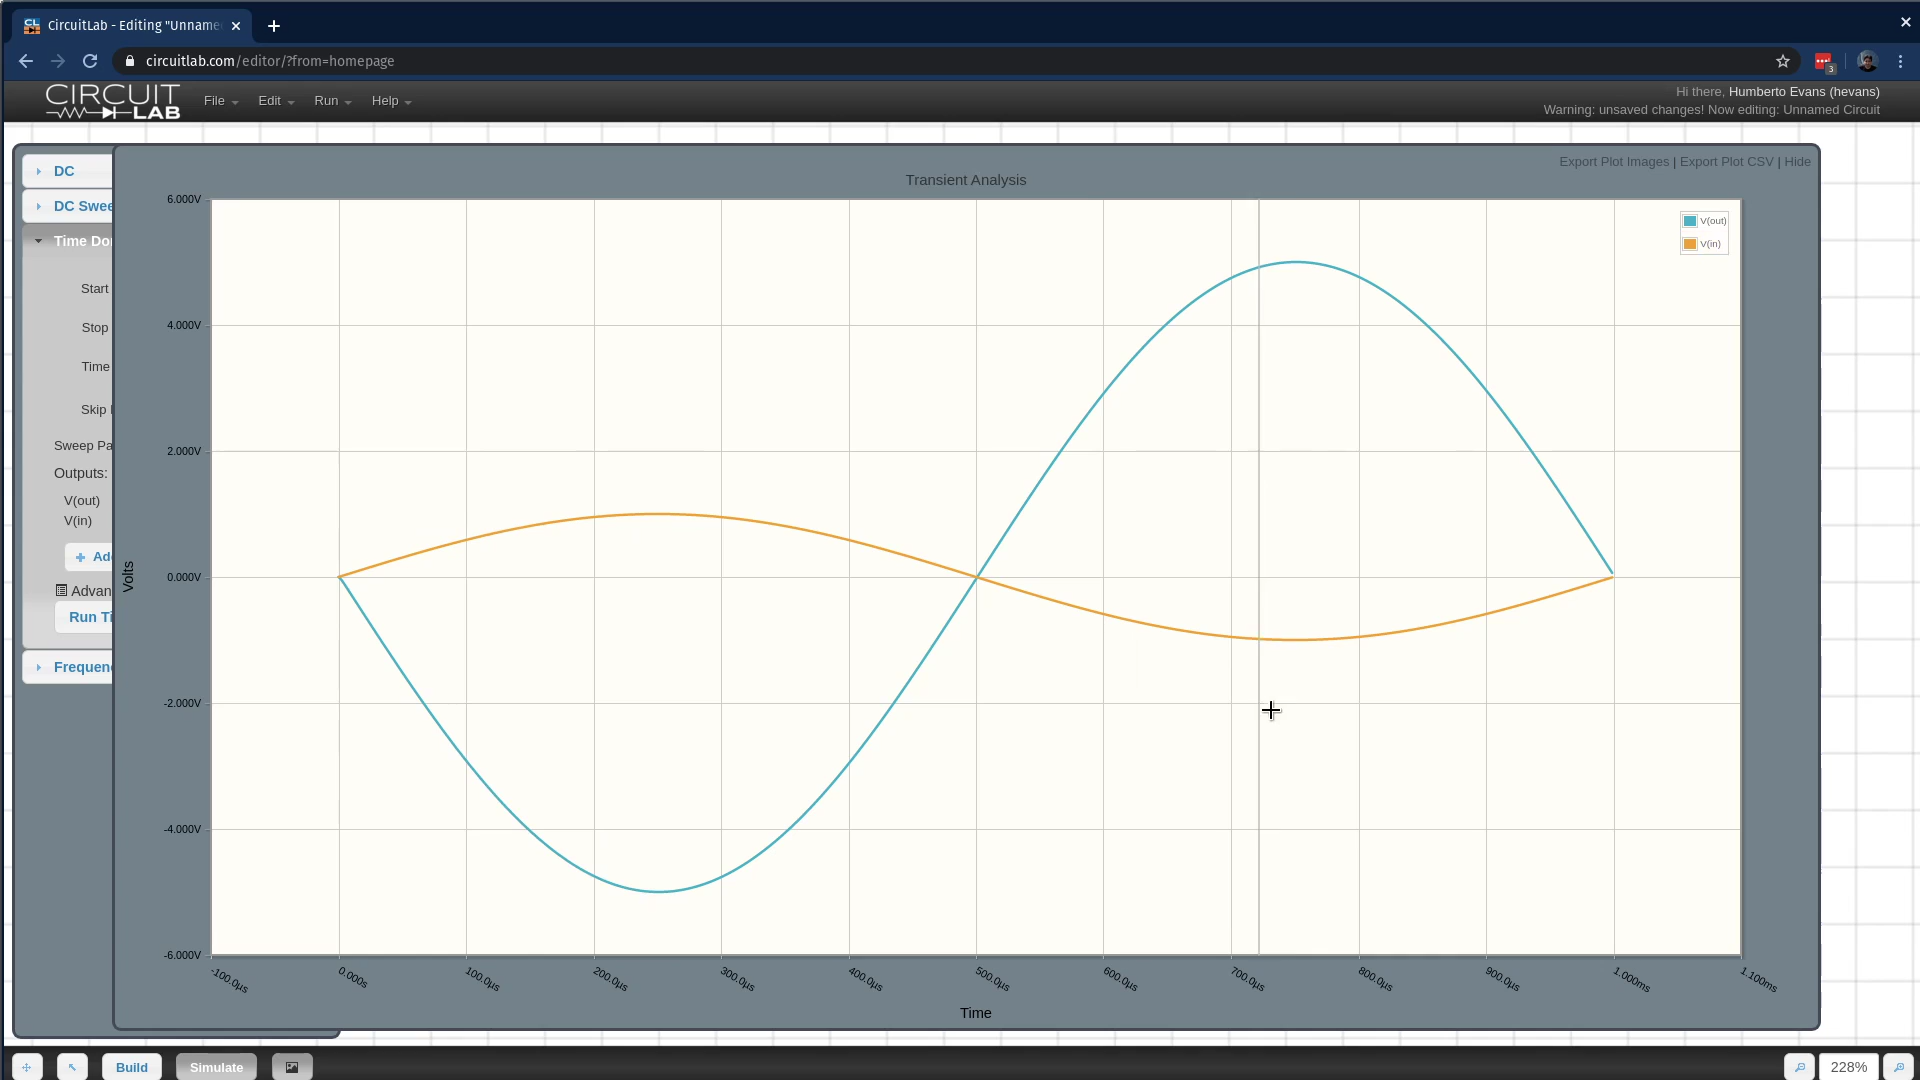 CircuitLab - Editing "Unname
circuitlab.com/editor/?from=homepage
3
CIRCUIT LAB
File Edit Run Help
Hi there, Humberto Evans (hevans)
Warning: unsaved changes! Now editing: Unnamed Circuit
DC
DC Swee
Time Do
Start
Stop
Time
Skip
Sweep Pa
Outputs:
V(out)
V(in)
Ad
Advan
Run Ti
Frequen
Export Plot Images | Export Plot CSV | Hide
Transient Analysis
V(out)
V(in)
6.000V
4.000V
2.000V
0.000V
-2.000V
-4.000V
-6.000V
Volts
-100.0µs 0.000s 100.0µs 200.0µs 300.0µs 400.0µs 500.0µs 600.0µs 700.0µs 800.0µs 900.0µs 1.000ms 1.100ms
Time
Build Simulate
228%